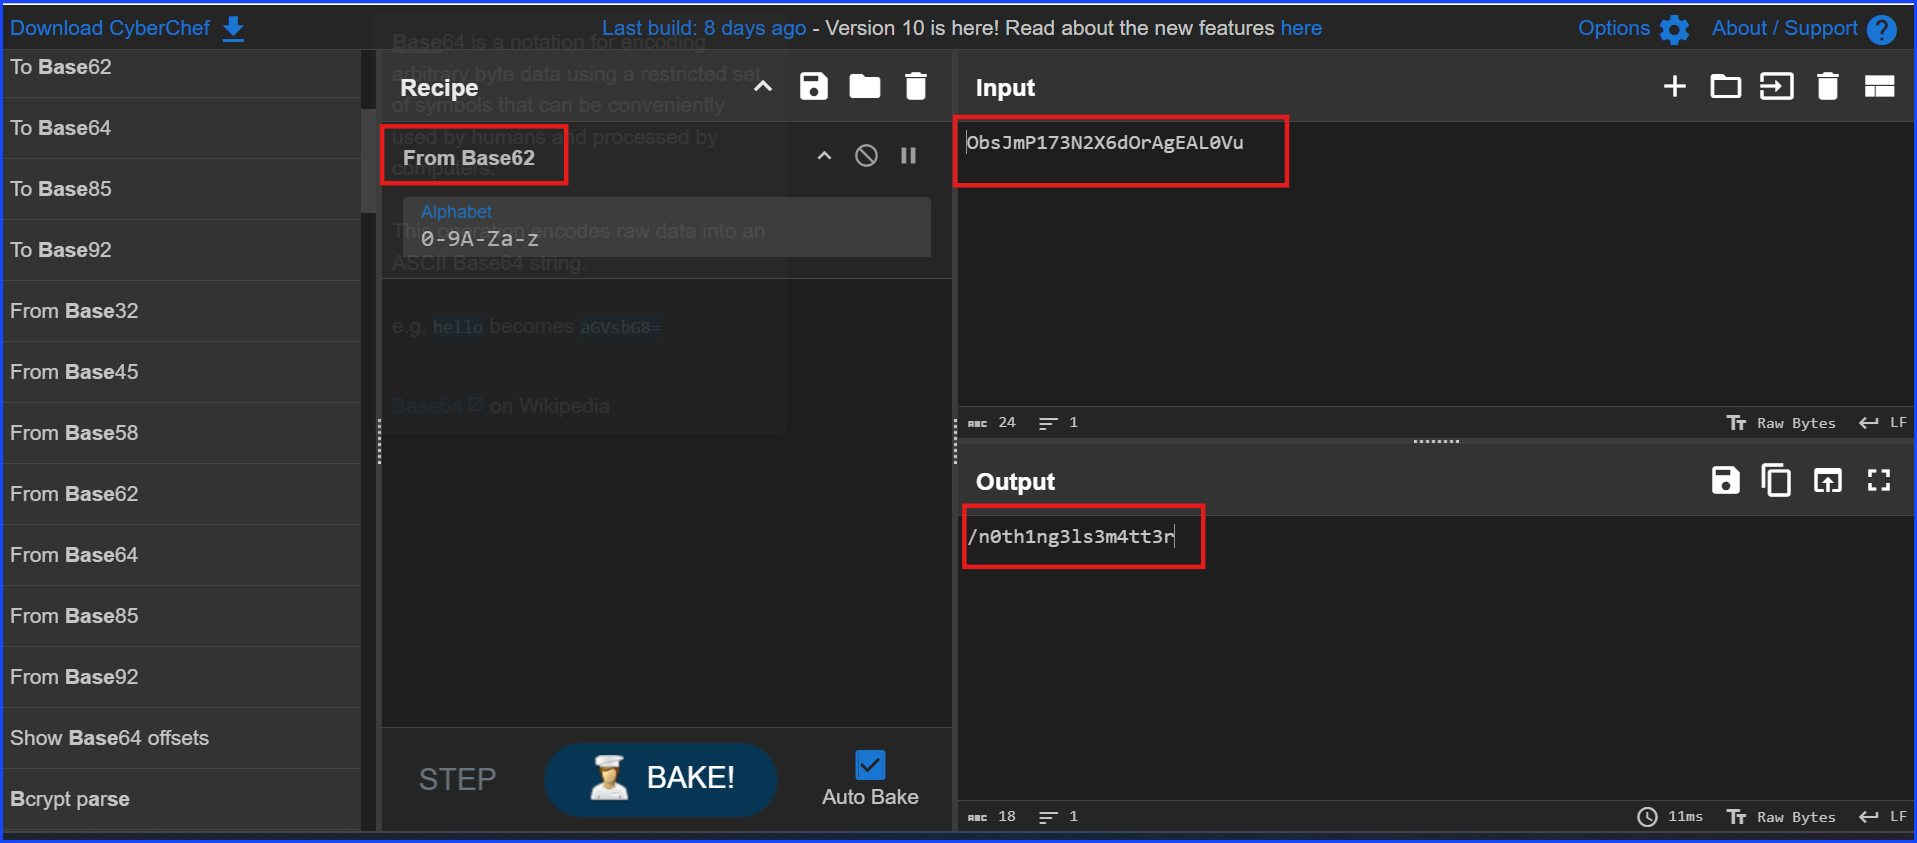 Download CyberChef
Last build: 8 days ago - Version 10 is here! Read about the new features here
Options
About / Support
To Base62
To Base64
To Base85
To Base92
From Base32
From Base45
From Base58
From Base62
From Base64
From Base85
From Base92
Show Base64 offsets
Bcrypt parse
Base64 is a notation for encoding
arbitrary byte data using a restricted set
of symbols that can be conveniently
used by humans and processed by
computers.
This operation encodes raw data into an
ASCII Base64 string.
e.g. hello becomes aGVsbG8=
Base64 on Wikipedia
Recipe
From Base62
Alphabet
0-9A-Za-z
STEP
BAKE!
Auto Bake
Input
ObsJmP173N2X6dOrAgEAL0Vu
ABC 24 1
Raw Bytes LF
Output
/n0th1ng3ls3m4tt3r
ABC 18 1
11ms Raw Bytes LF